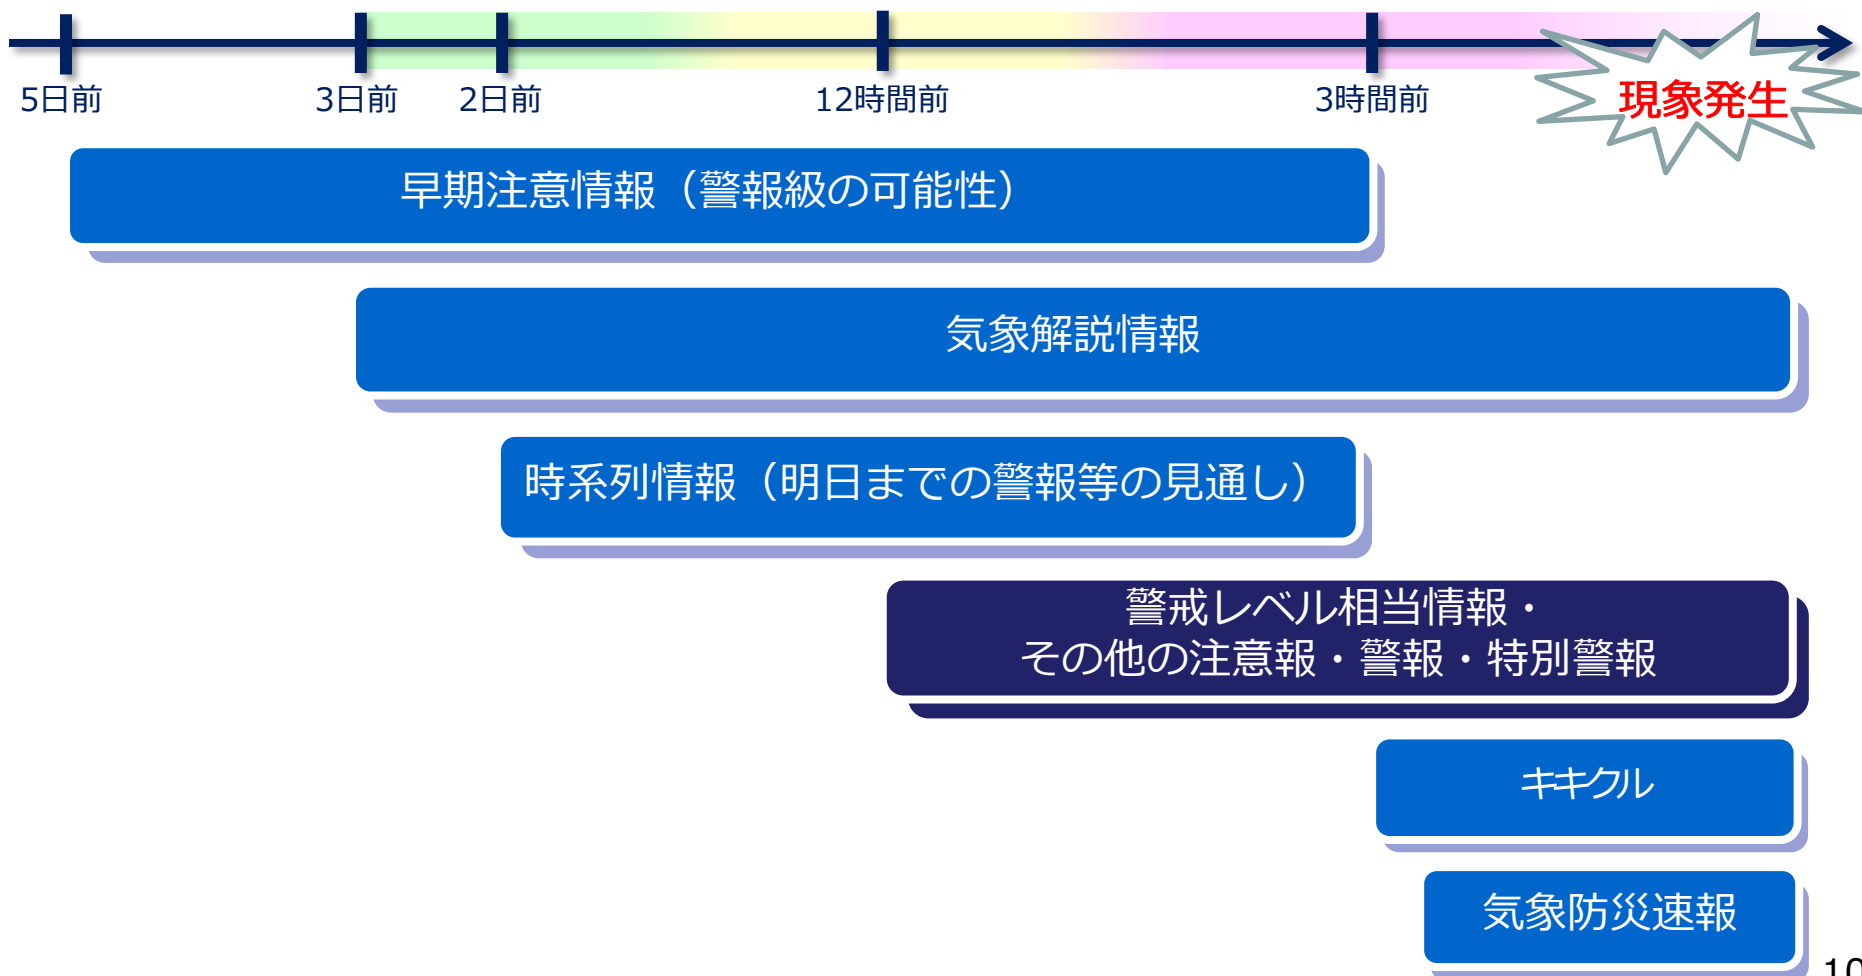 5日前
3日前
2日前
12時間前
3時間前
現象発生
早期注意情報（警報級の可能性）
気象解説情報
時系列情報（明日までの警報等の見通し）
警戒レベル相当情報・
その他の注意報・警報・特別警報
キキクル
気象防災速報
10